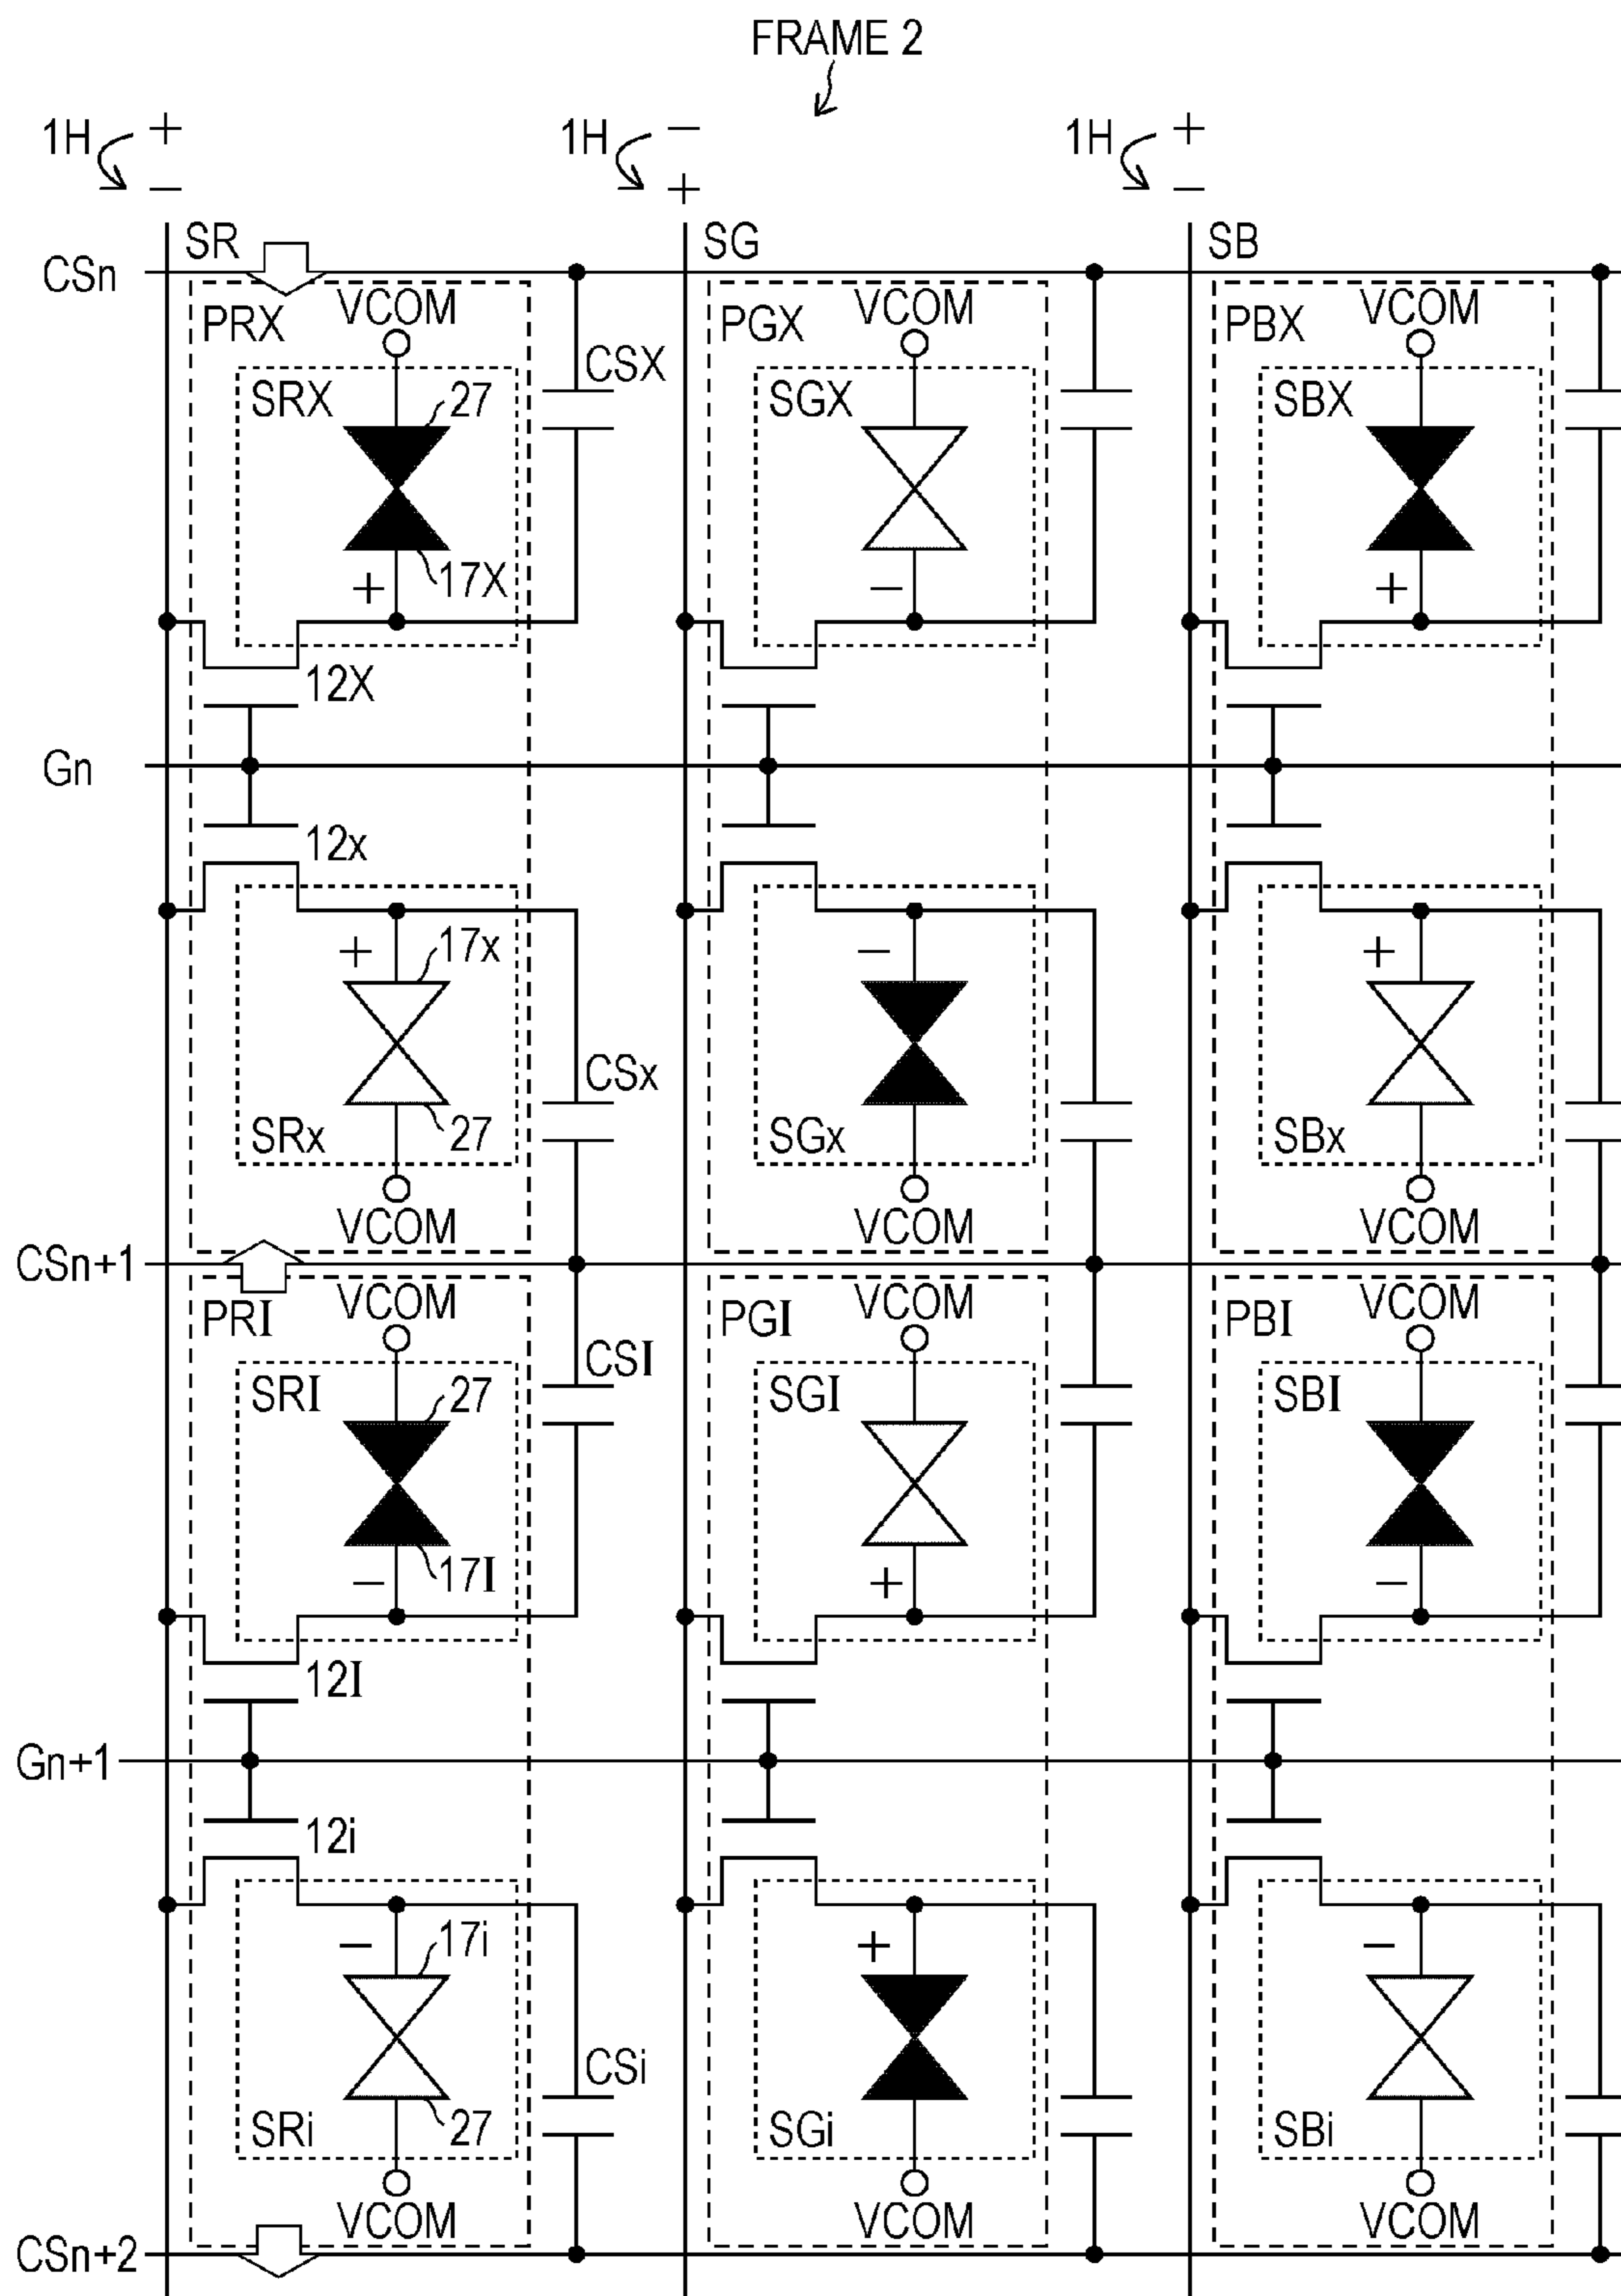 FRAME 2
1H + 1H − 1H +
− + −
SR SG SB
CSn
PRX VCOM PGX VCOM PBX VCOM
SRX 27 CSX SGX SBX
+ 17X − +
12X
Gn
12x
+ 17x − +
SRx 27 CSx SGx SBx
VCOM VCOM VCOM
CSn+1
PRI VCOM PGI VCOM PBI VCOM
SRI 27 CSI SGI SBI
− 17I + −
12I
Gn+1
12i
− 17i + −
SRi 27 CSi SGi SBi
VCOM VCOM VCOM
CSn+2